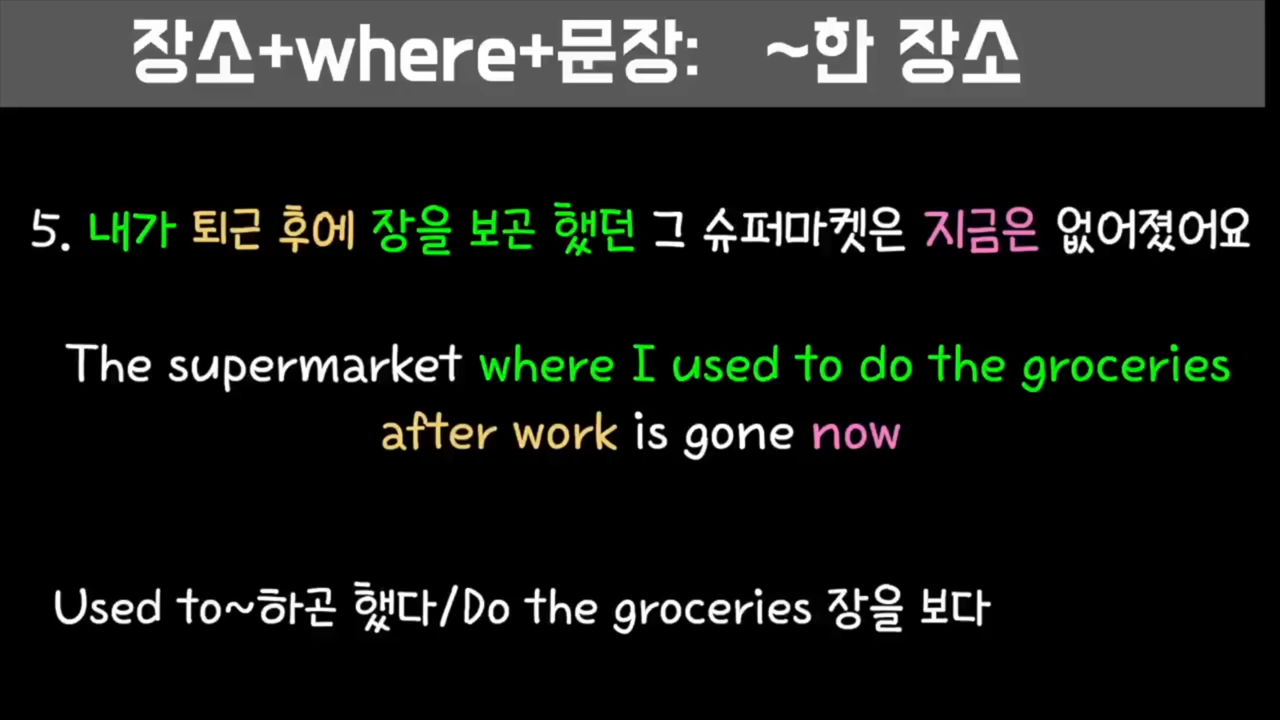 장소+where+문장: ~한 장소
5. 내가 퇴근 후에 장을 보곤 했던 그 슈퍼마켓은 지금은 없어졌어요
The supermarket where I used to do the groceries
after work is gone now
Used to~하곤 했다/Do the groceries 장을 보다